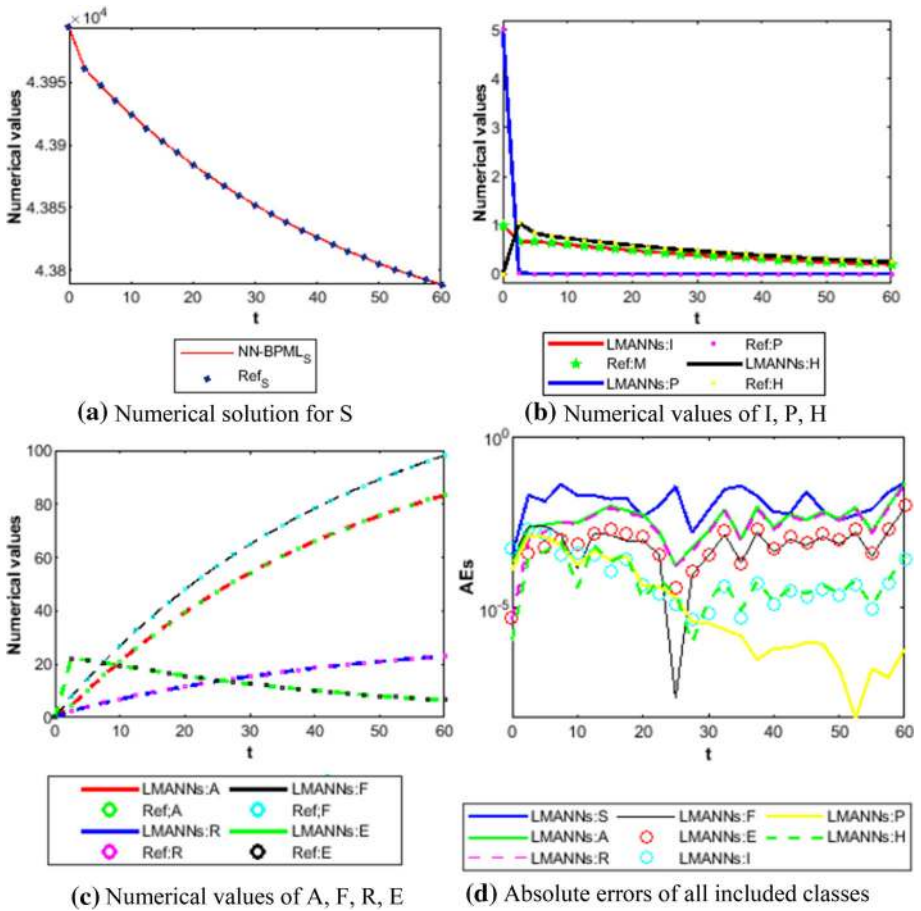 × 10⁴
4.395
4.39
4.385
4.38
Numerical values
0 10 20 30 40 50 60
t
NN-BPML_S
Ref_S
(a) Numerical solution for S
5
4
3
2
1
0
Numerical values
0 10 20 30 40 50 60
t
LMANNs:I Ref:P
Ref:M LMANNs:H
LMANNs:P Ref:H
(b) Numerical values of I, P, H
100
80
60
40
20
0
Numerical values
0 10 20 30 40 50 60
t
LMANNs:A LMANNs:F
Ref;A Ref;F
LMANNs:R LMANNs:E
Ref:R Ref:E
(c) Numerical values of A, F, R, E
10⁰
10⁻⁵
AEs
0 10 20 30 40 50 60
t
LMANNs:S LMANNs:F LMANNs:P
LMANNs:A LMANNs:E LMANNs:H
LMANNs:R LMANNs:I
(d) Absolute errors of all included classes